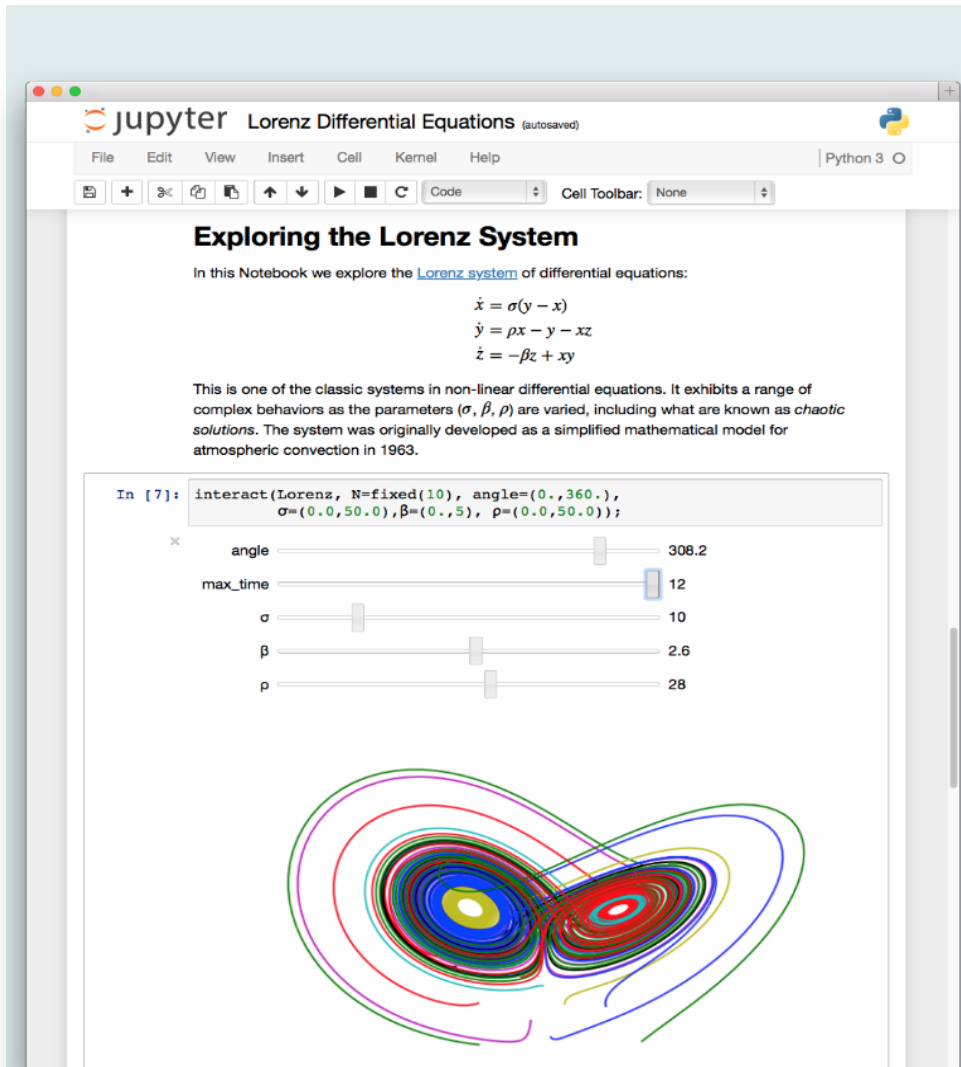 jupyter Lorenz Differential Equations (autosaved)
File Edit View Insert Cell Kernel Help Python 3
Code Cell Toolbar: None
Exploring the Lorenz System
In this Notebook we explore the Lorenz system of differential equations:
ẋ = σ(y − x)
ẏ = ρx − y − xz
ż = −βz + xy
This is one of the classic systems in non-linear differential equations. It exhibits a range of
complex behaviors as the parameters (σ, β, ρ) are varied, including what are known as chaotic
solutions. The system was originally developed as a simplified mathematical model for
atmospheric convection in 1963.
In [7]: interact(Lorenz, N=fixed(10), angle=(0.,360.),
σ=(0.0,50.0),β=(0.,5), ρ=(0.0,50.0));
angle 308.2
max_time 12
σ 10
β 2.6
ρ 28